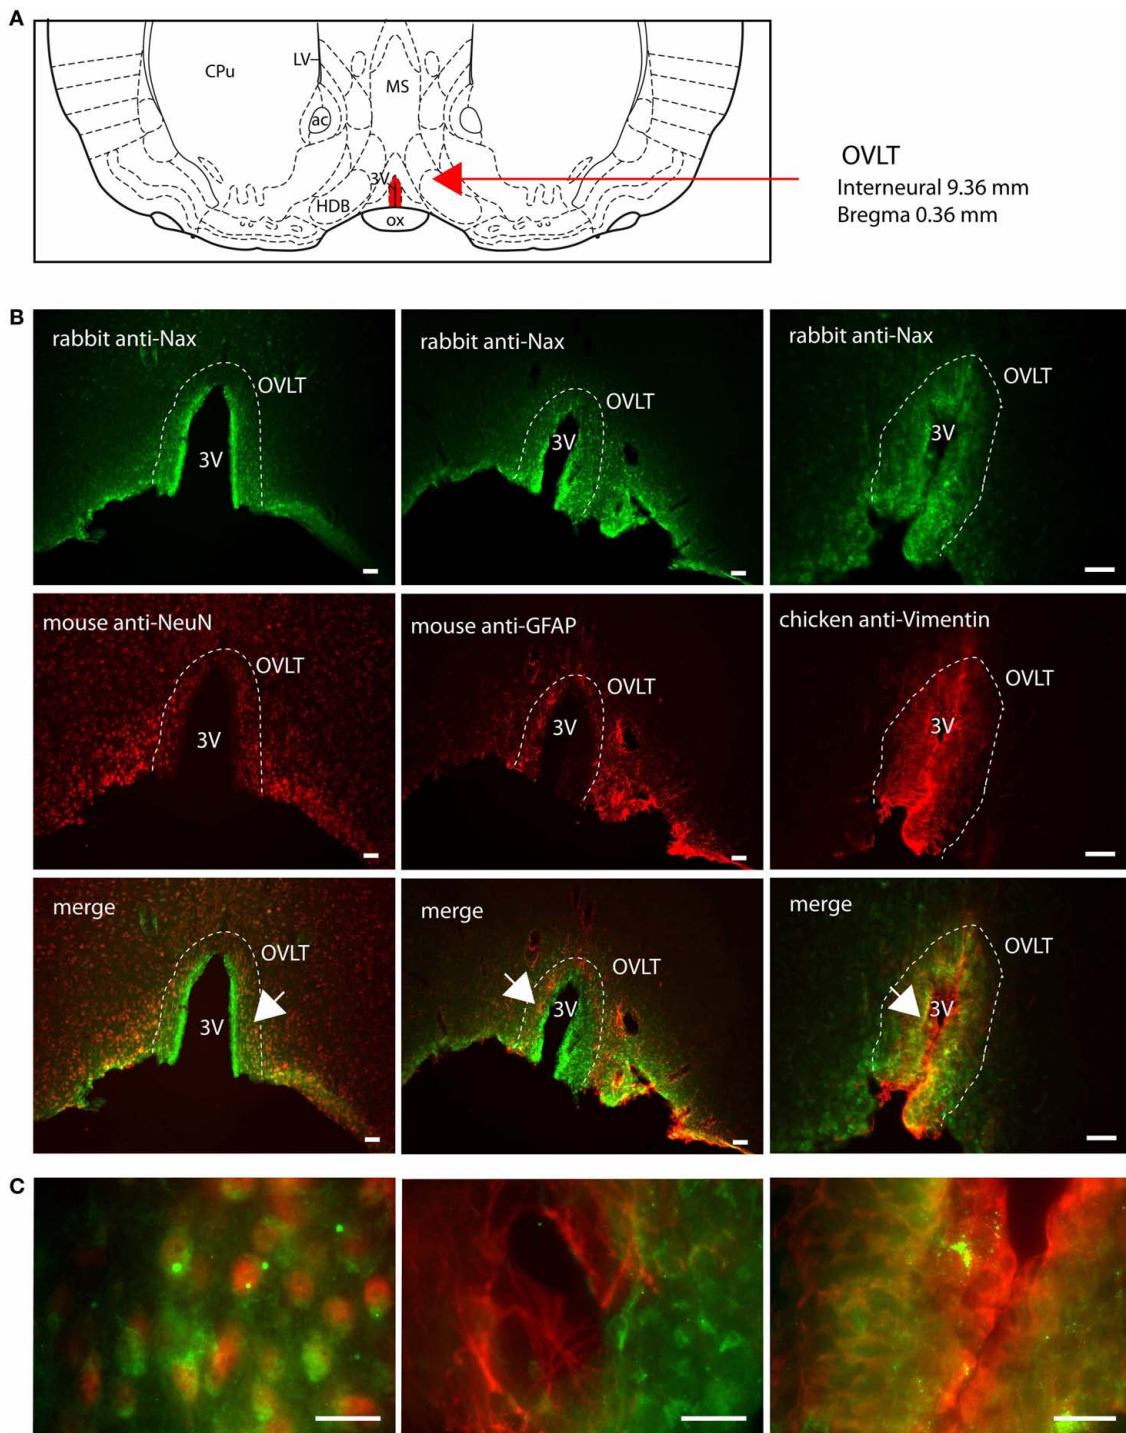 A
CPu
LV
MS
ac
3V
HDB
ox
OVLT
Interneural 9.36 mm
Bregma 0.36 mm
B
rabbit anti-Nax
OVLT
3V
rabbit anti-Nax
OVLT
3V
rabbit anti-Nax
OVLT
3V
mouse anti-NeuN
OVLT
3V
mouse anti-GFAP
OVLT
3V
chicken anti-Vimentin
OVLT
3V
merge
OVLT
3V
merge
OVLT
3V
merge
OVLT
3V
C